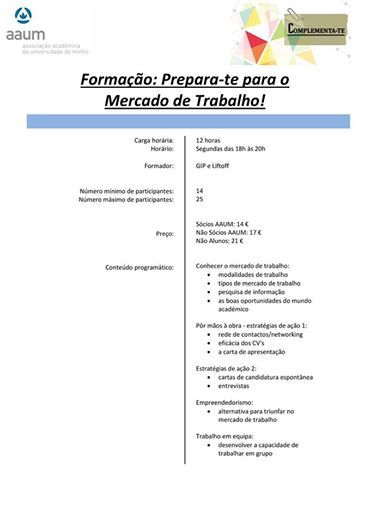 aaum
associação académica
da universidade do minho
COMPLEMENTA-TE
Formação: Prepara-te para o
Mercado de Trabalho!
Carga horária: 12 horas
Horário: Segundas das 18h às 20h
Formador: GIP e Liftoff
Número mínimo de participantes: 14
Número máximo de participantes: 25
Sócios AAUM: 14 €
Preço: Não Sócios AAUM: 17 €
Não Alunos: 21 €
Conteúdo programático: Conhecer o mercado de trabalho:
• modalidades de trabalho
• tipos de mercado de trabalho
• pesquisa de informação
• as boas oportunidades do mundo
académico
Pôr mãos à obra - estratégias de ação 1:
• rede de contactos/networking
• eficácia dos CV's
• a carta de apresentação
Estratégias de ação 2:
• cartas de candidatura espontânea
• entrevistas
Empreendedorismo:
• alternativa para triunfar no
mercado de trabalho
Trabalho em equipa:
• desenvolver a capacidade de
trabalhar em grupo